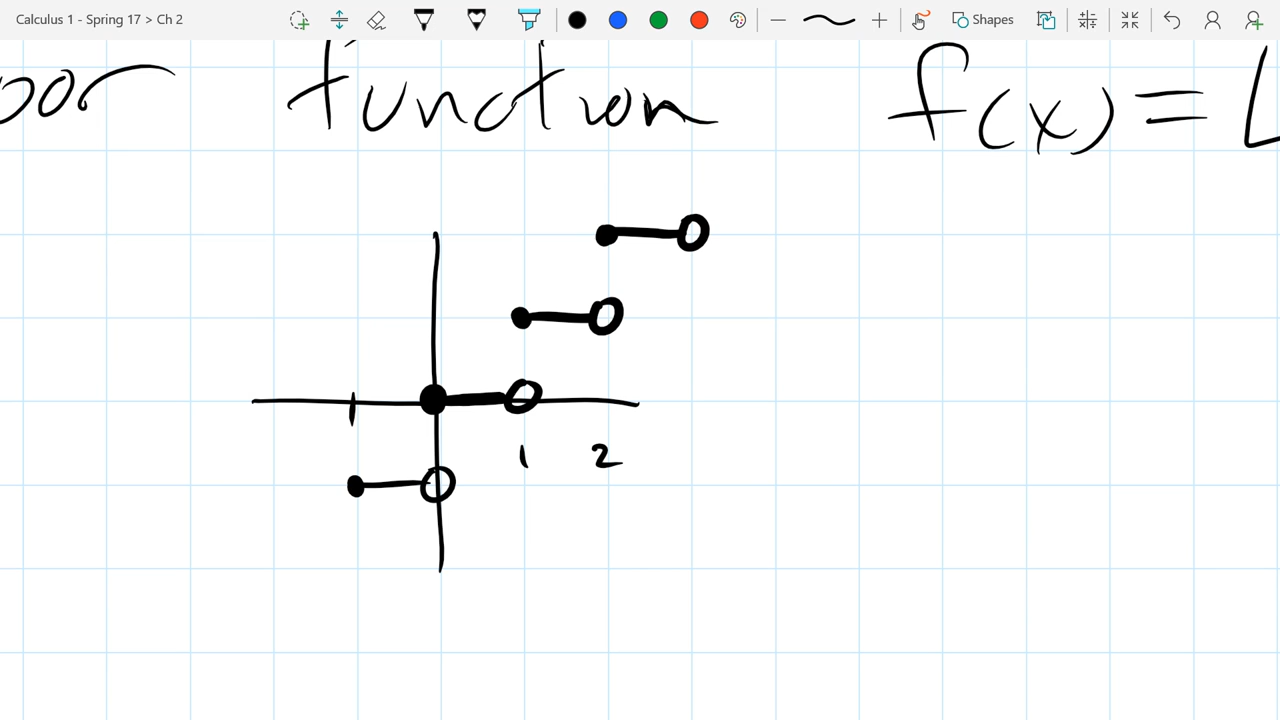 Calculus 1 - Spring 17 > Ch 2
Shapes
oor function f(x) = L
1 2